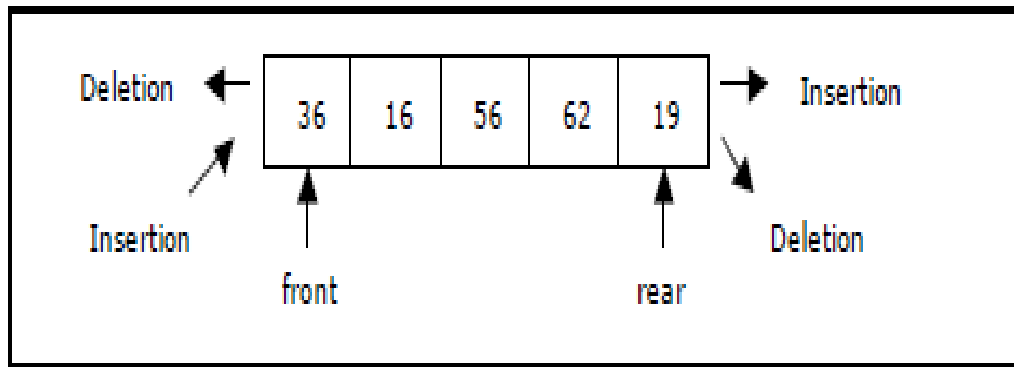 Deletion
36 16 56 62 19
Insertion
Insertion
Deletion
front
rear